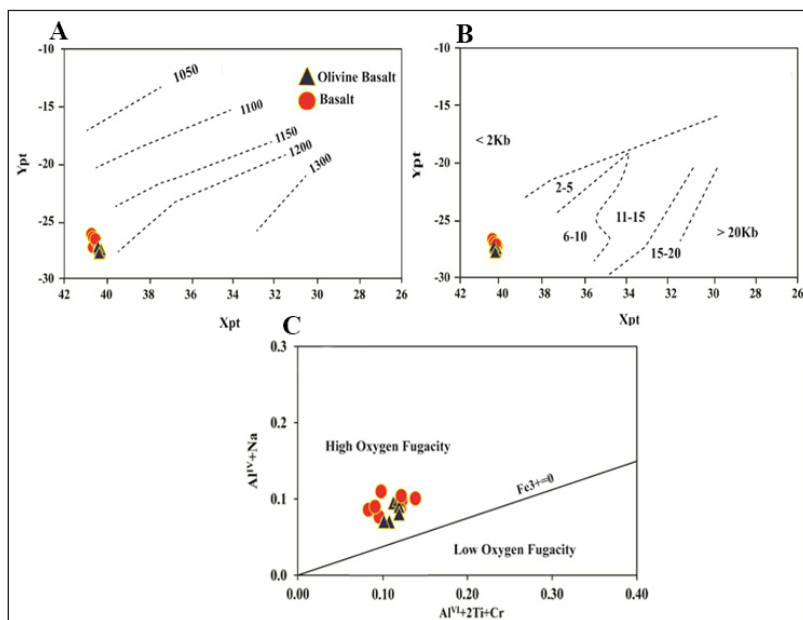 A
-10
-15
-20
-25
-30
Ypt
1050
1100
1150
1200
1300
Olivine Basalt
Basalt
42 40 38 36 34 32 30 28 26
Xpt
B
-10
-15
-20
-25
-30
Ypt
< 2Kb
2-5
6-10
11-15
15-20
> 20Kb
42 40 38 36 34 32 30 28 26
Xpt
C
0.3
0.2
0.1
0
Al^IV+Na
High Oxygen Fugacity
Fe3+=0
Low Oxygen Fugacity
0.00 0.10 0.20 0.30 0.40
Al^VI+2Ti+Cr